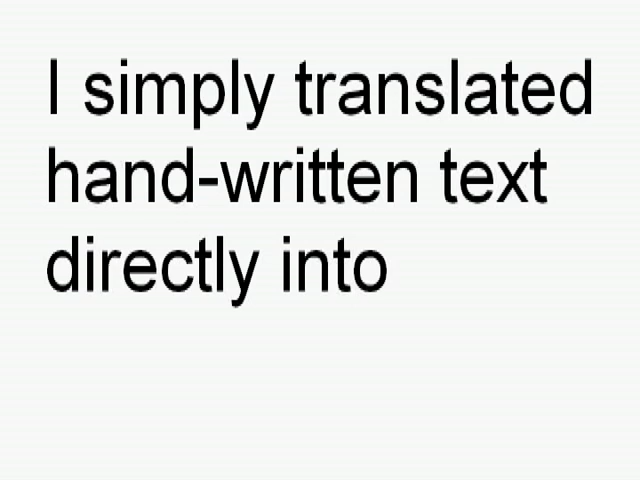 I simply translated
hand-written text
directly into